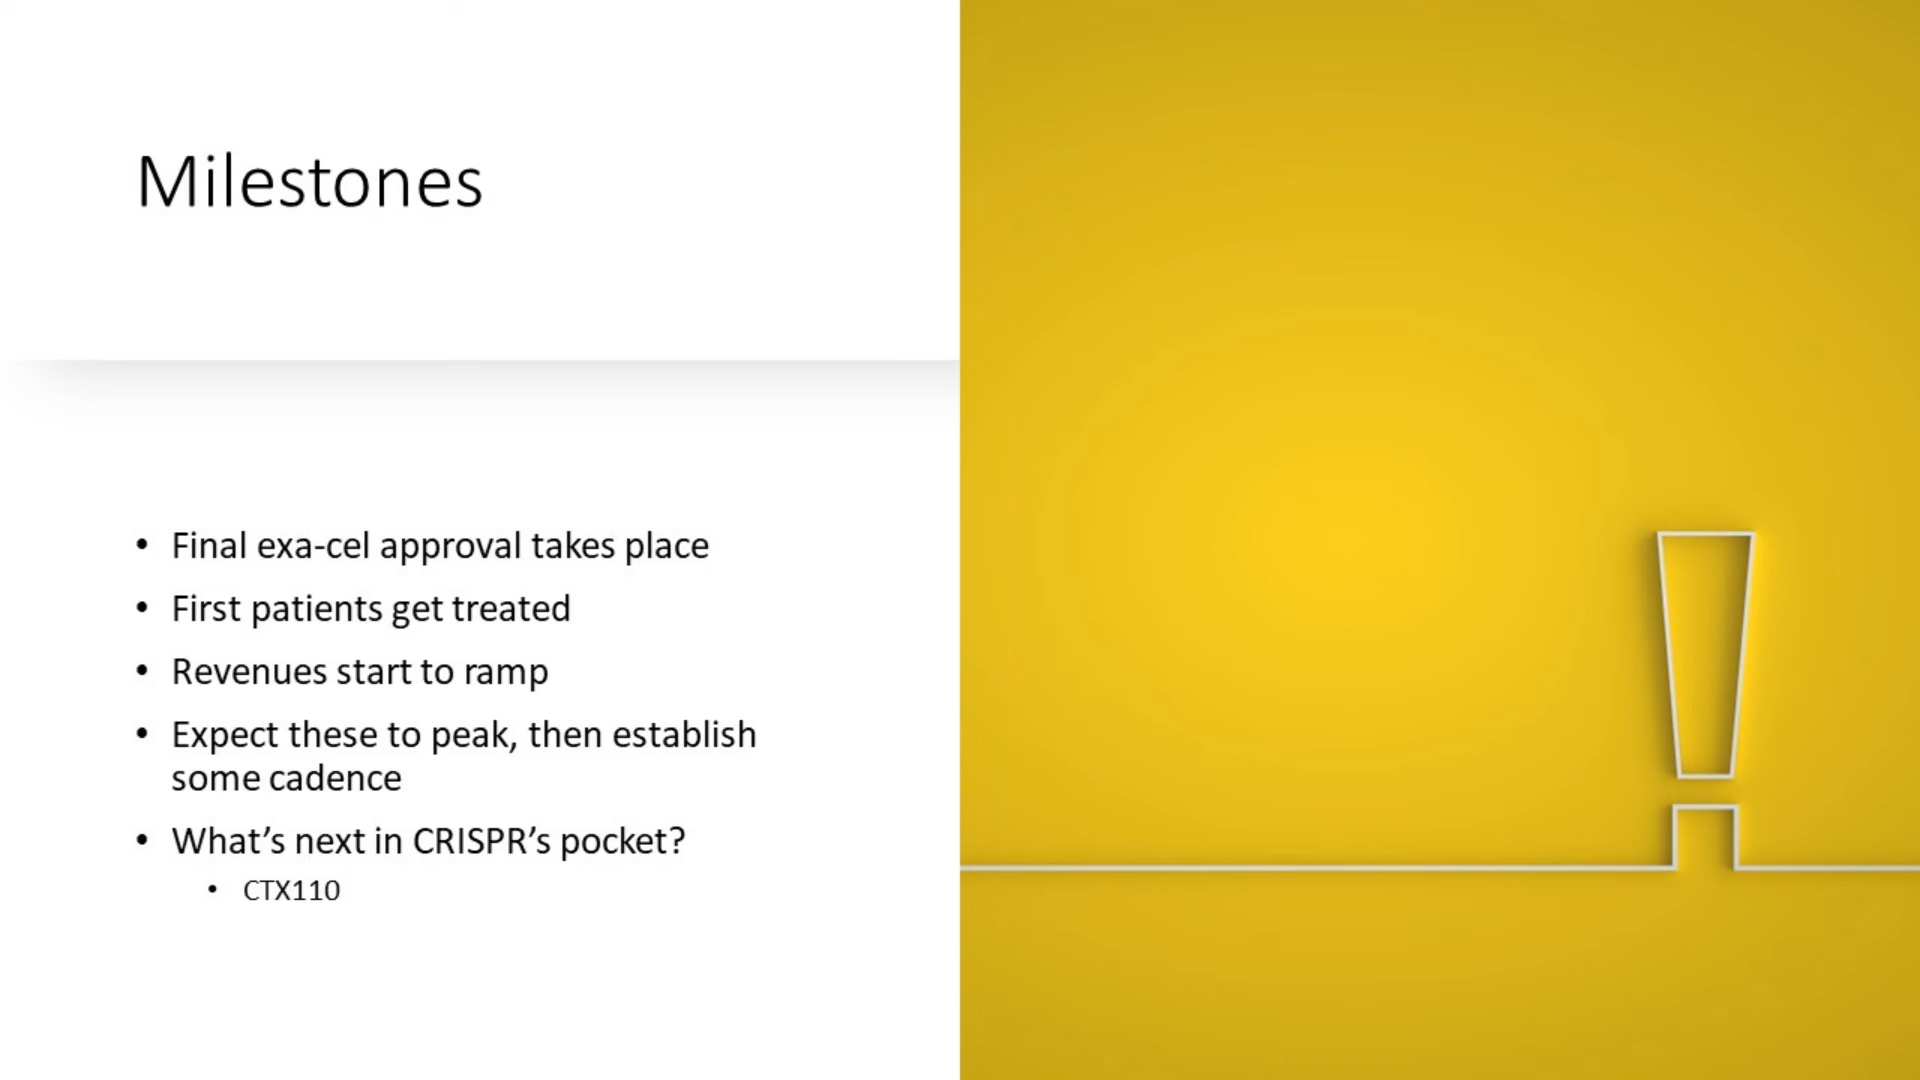 Milestones
• Final exa-cel approval takes place
• First patients get treated
• Revenues start to ramp
• Expect these to peak, then establish
some cadence
• What’s next in CRISPR’s pocket?
• CTX110